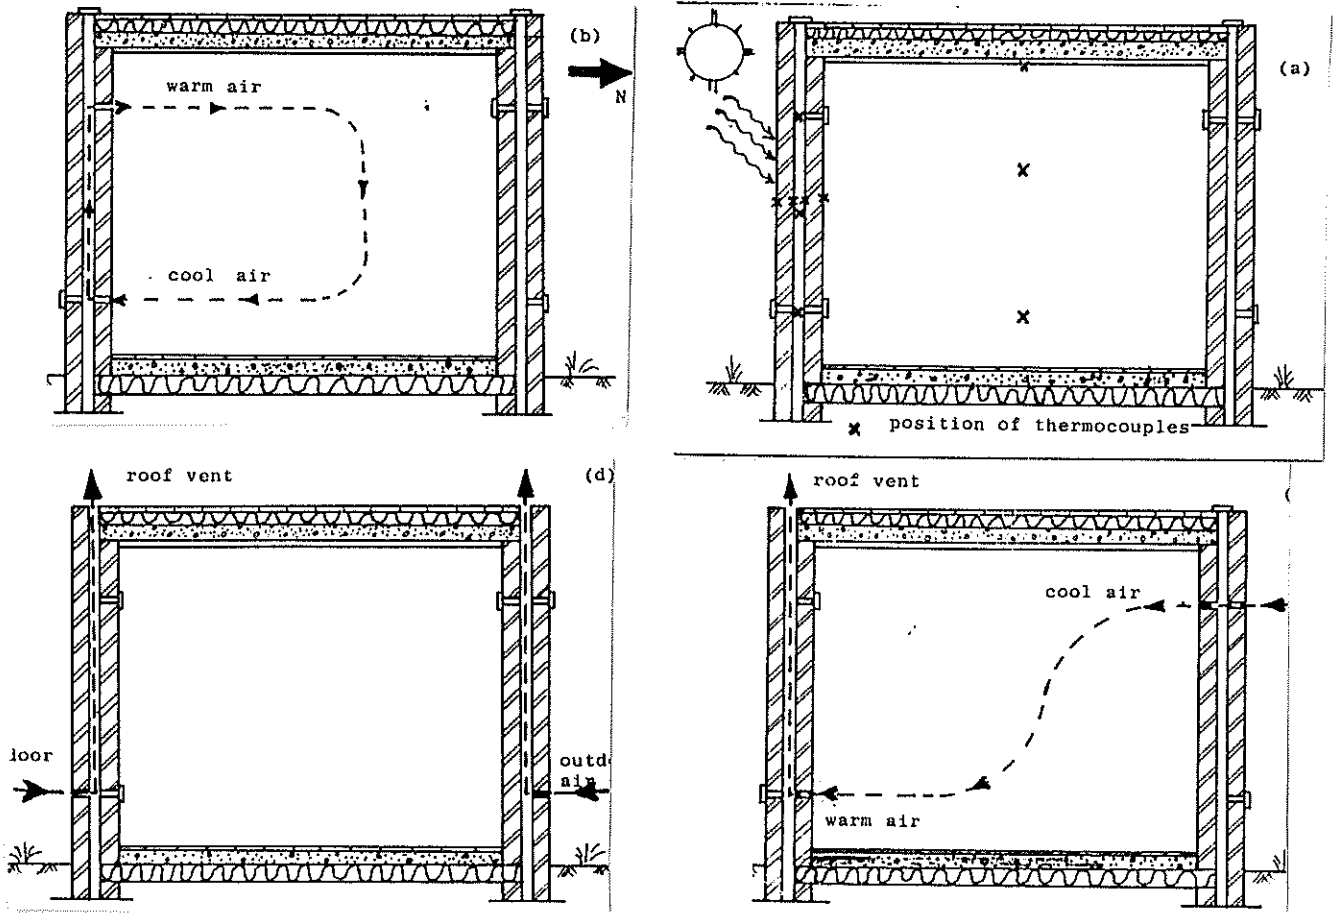 (b)
N
warm air
cool air
(a)
x position of thermocouples
roof vent
(d)
loor
outd
air
roof vent
(
cool air
warm air